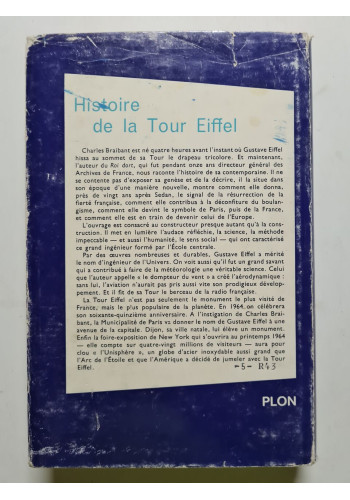 Histoire
de la Tour Eiffel
Charles Braibant est né quatre heures avant l'instant où Gustave Eiffel
hissa au sommet de sa Tour le drapeau tricolore. Et maintenant,
l'auteur du Roi dort, qui fut pendant onze ans directeur général des
Archives de France, nous raconte l'histoire de sa contemporaine. Il ne
se contente pas d'exposer sa genèse et de la décrire, il la situe dans
son époque d'une manière nouvelle, montre comment elle donne,
près de vingt ans après Sedan, le signal de la résurrection de la
fierté française, comment elle contribua à la déconfiture du boulan-
gisme, comment elle devint le symbole de Paris, puis de la France,
et comment elle est en train de devenir celui de l'Europe.
L'ouvrage est consacré au constructeur presque autant qu'à la cons-
truction. Il met en lumière l'audace réfléchie, la science, la méthode
impeccable — et aussi l'humanité, le sens social — qui ont caractérisé
ce grand ingénieur formé par l'École centrale.
Par des œuvres nombreuses et durables, Gustave Eiffel a mérité
le nom d'ingénieur de l'Univers. On voit aussi qu'il fut un grand savant
qui a contribué à faire de la météorologie une véritable science. Celui
que l'auteur appelle « le dompteur du vent » a créé l'aérodynamique :
sans lui, l'aviation n'aurait pas pris aussi vite son prodigieux dévelop-
pement. Et il fit de sa Tour le berceau de la radio française.
La Tour Eiffel n'est pas seulement le monument le plus visité de
France, mais le plus populaire de la planète. En 1964 on célébrera
son soixante-quinzième anniversaire. A l'instigation de Charles Brai-
bant, la Municipalité de Paris va donner le nom de Gustave Eiffel à une
avenue de la capitale. Dijon, sa ville natale, lui élève un monument.
Enfin la foire-exposition de New York qui s'ouvrira au printemps 1964
— elle compte sur quatre-vingt millions de visiteurs — aura pour
clou « l'Unisphère », un globe d'acier inoxydable aussi grand que
l'Arc de l'Étoile et que l'Amérique a décidé de jumeler avec la Tour
Eiffel.
-5- R43
PLON